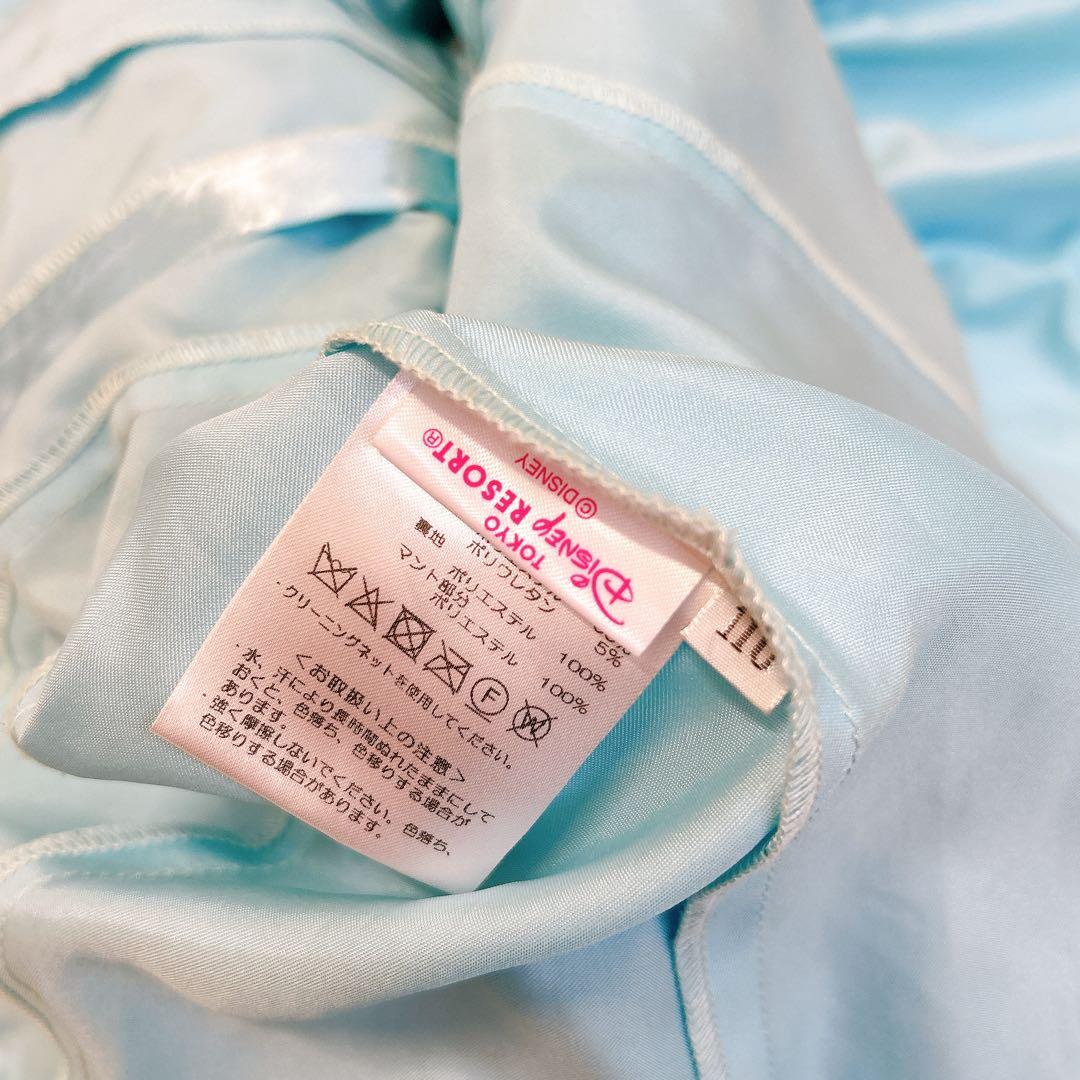 ©DISNEY
TOKYO
DISNEY RESORT®
ポリウレタン 5%
裏地 ポリエステル 100%
マント部分
ポリエステル 100%
F
W
・クリーニングネットを使用してください。
＜お取扱い上の注意＞
・水、汗により長時間ぬれたままにして
おくと、色落ち、色移りする場合が
あります。
・強く摩擦しないでください。色落ち、
色移りする場合があります。
110